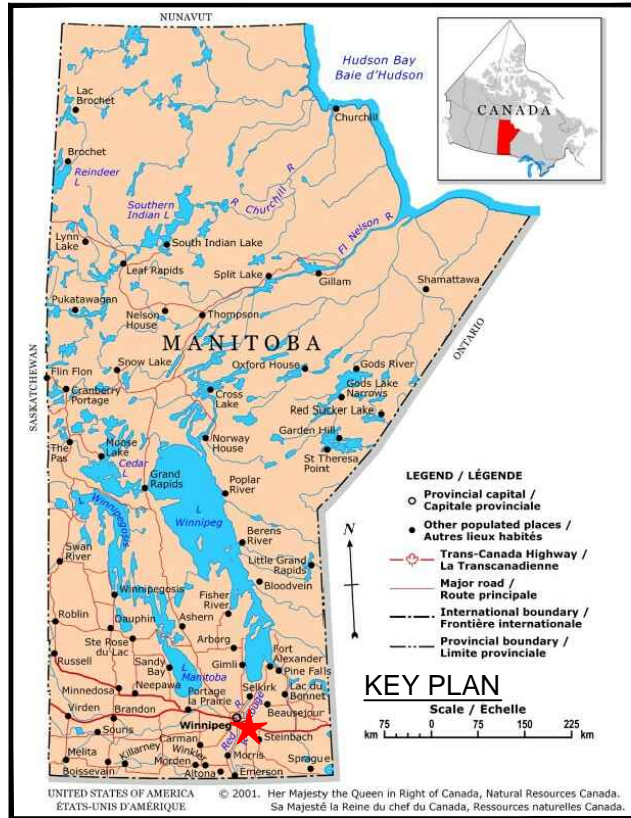 NUNAVUT
Hudson Bay
Baie d'Hudson
CANADA
Lac
Brochet
Churchill
Brochet
Reindeer
L
Southern
Indian L
R Churchill R
Fl Nelson R
Lynn
Lake
South Indian Lake
Leaf Rapids
Split Lake
Gillam
Shamattawa
Pukatawagan
Nelson
House
Thompson
MANITOBA
ONTARIO
SASKATCHEWAN
Snow Lake
Oxford House
Gods River
Flin Flon
Cranberry
Portage
Cross
Lake
Gods Lake
Narrows
Red Sucker Lake
Garden Hill
The
Pas
Moose
Lake
Norway
House
St Theresa
Point
Cedar
L
Grand
Rapids
Poplar
River
L
Winnipeg
Winnipegosis
Berens
River
Swan
River
Little Grand
Rapids
Bloodvein
Winnipegosis
Fisher
River
Roblin
Dauphin
Ashern
Ste Rose
du Lac
Arborg
Russell
Sandy
Bay
Gimli
Fort
Alexander
Pine Falls
L
Manitoba
Minnedosa
Neepawa
Portage
la Prairie
Selkirk
Lac du
Bonnet
Virden
Brandon
Beausejour
Winnipeg
Red R
Souris
Carman
Steinbach
Winkler
Melita
Killarney
Morris
Boissevain
Morden
Altona
Emerson
Sprague
LEGEND / LÉGENDE
Provincial capital /
Capitale provinciale
Other populated places /
Autres lieux habités
Trans-Canada Highway /
La Transcanadienne
Major road /
Route principale
International boundary /
Frontière internationale
Provincial boundary /
Limite provinciale
N
KEY PLAN
Scale / Echelle
km 75 0 75 150 225 km
UNITED STATES OF AMERICA
ÉTATS-UNIS D'AMÉRIQUE
© 2001. Her Majesty the Queen in Right of Canada, Natural Resources Canada.
Sa Majesté la Reine du chef du Canada, Ressources naturelles Canada.